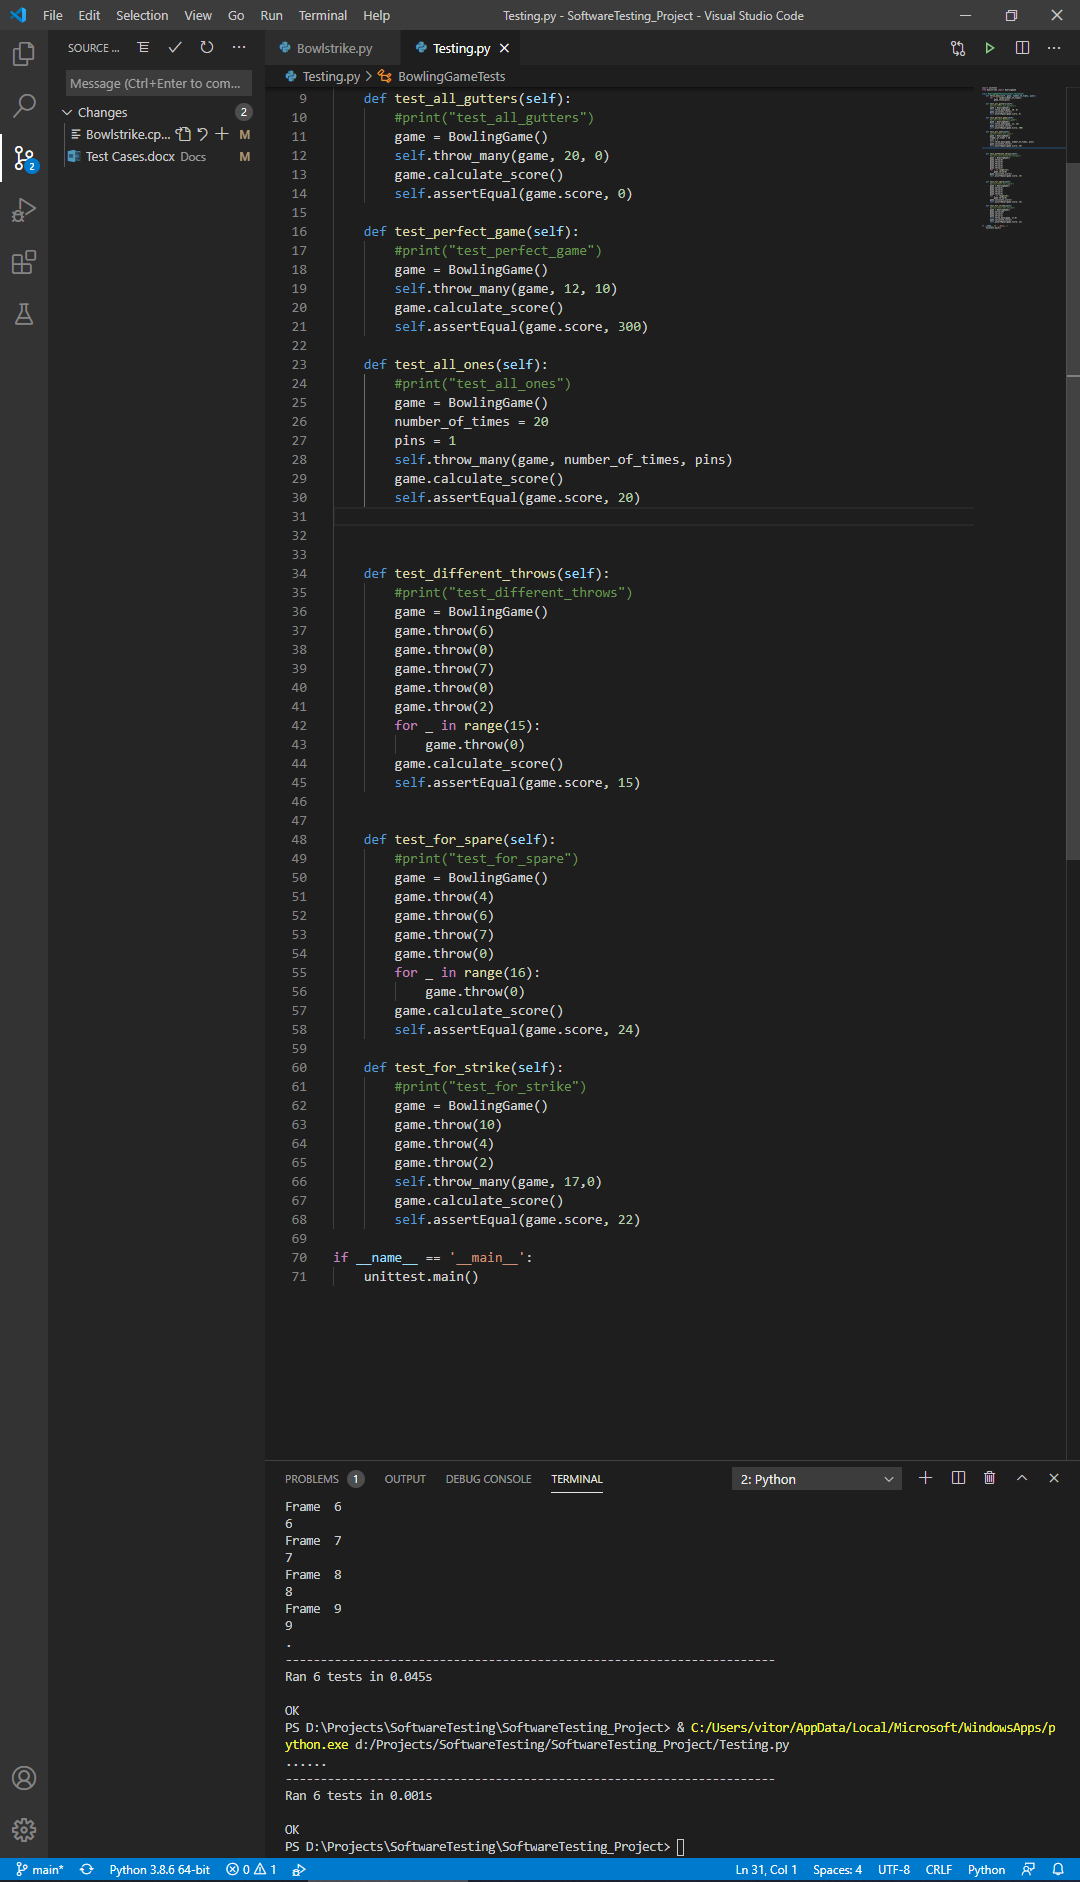 File Edit Selection View Go Run Terminal Help Testing.py - SoftwareTesting_Project - Visual Studio Code
SOURCE ...
Bowlstrike.py Testing.py
Message (Ctrl+Enter to com...
Testing.py > BowlingGameTests
Changes 2
Bowlstrike.cp... M
Test Cases.docx Docs M
2
9 def test_all_gutters(self):
10 #print("test_all_gutters")
11 game = BowlingGame()
12 self.throw_many(game, 20, 0)
13 game.calculate_score()
14 self.assertEqual(game.score, 0)
15
16 def test_perfect_game(self):
17 #print("test_perfect_game")
18 game = BowlingGame()
19 self.throw_many(game, 12, 10)
20 game.calculate_score()
21 self.assertEqual(game.score, 300)
22
23 def test_all_ones(self):
24 #print("test_all_ones")
25 game = BowlingGame()
26 number_of_times = 20
27 pins = 1
28 self.throw_many(game, number_of_times, pins)
29 game.calculate_score()
30 self.assertEqual(game.score, 20)
31
32
33
34 def test_different_throws(self):
35 #print("test_different_throws")
36 game = BowlingGame()
37 game.throw(6)
38 game.throw(0)
39 game.throw(7)
40 game.throw(0)
41 game.throw(2)
42 for _ in range(15):
43 game.throw(0)
44 game.calculate_score()
45 self.assertEqual(game.score, 15)
46
47
48 def test_for_spare(self):
49 #print("test_for_spare")
50 game = BowlingGame()
51 game.throw(4)
52 game.throw(6)
53 game.throw(7)
54 game.throw(0)
55 for _ in range(16):
56 game.throw(0)
57 game.calculate_score()
58 self.assertEqual(game.score, 24)
59
60 def test_for_strike(self):
61 #print("test_for_strike")
62 game = BowlingGame()
63 game.throw(10)
64 game.throw(4)
65 game.throw(2)
66 self.throw_many(game, 17,0)
67 game.calculate_score()
68 self.assertEqual(game.score, 22)
69
70 if __name__ == '__main__':
71 unittest.main()
PROBLEMS 1 OUTPUT DEBUG CONSOLE TERMINAL 2: Python
Frame 6
6
Frame 7
7
Frame 8
8
Frame 9
9
.
----------------------------------------------------------------------
Ran 6 tests in 0.045s
OK
PS D:\Projects\SoftwareTesting\SoftwareTesting_Project> & C:/Users/vitor/AppData/Local/Microsoft/WindowsApps/p
ython.exe d:/Projects/SoftwareTesting/SoftwareTesting_Project/Testing.py
......
----------------------------------------------------------------------
Ran 6 tests in 0.001s
OK
PS D:\Projects\SoftwareTesting\SoftwareTesting_Project>
main* Python 3.8.6 64-bit 0 1 Ln 31, Col 1 Spaces: 4 UTF-8 CRLF Python